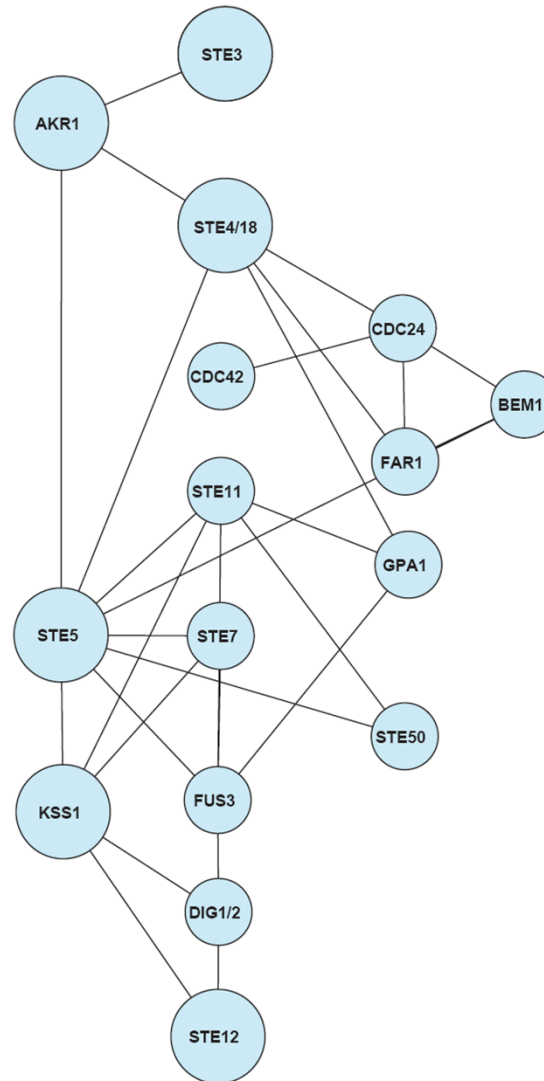 STE3
AKR1
STE4/18
CDC24
CDC42
BEM1
FAR1
STE11
GPA1
STE5
STE7
STE50
FUS3
KSS1
DIG1/2
STE12